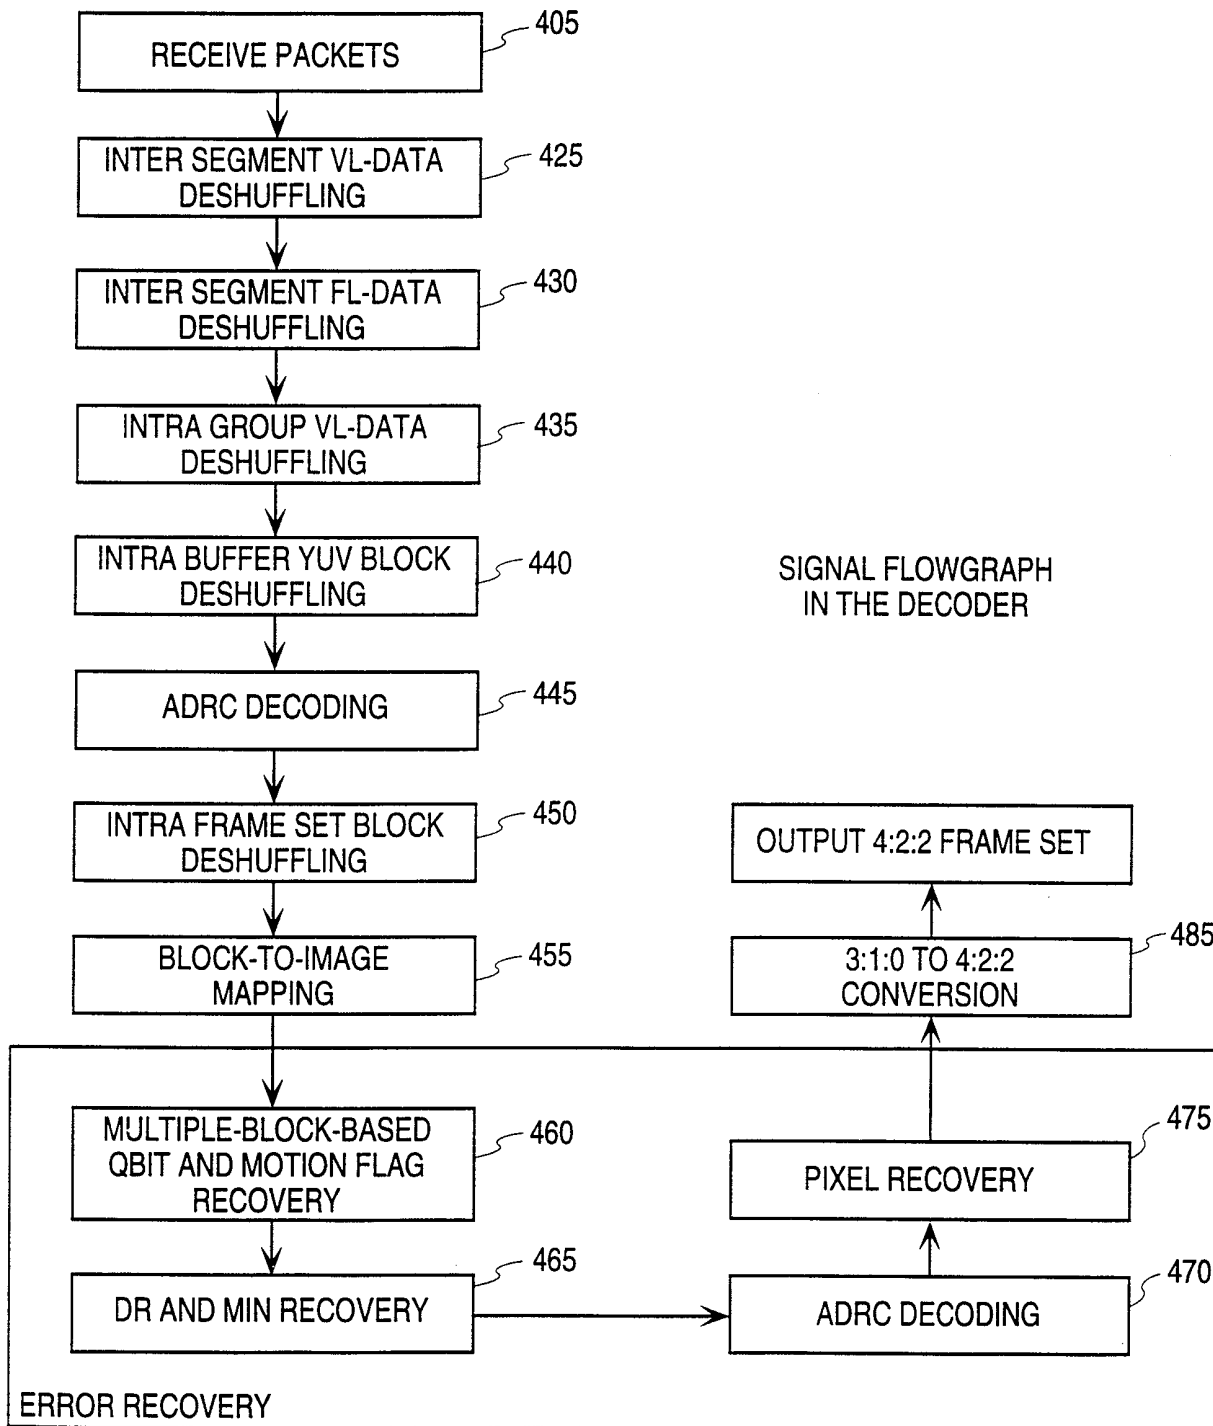 RECEIVE PACKETS
405
INTER SEGMENT VL-DATA
DESHUFFLING
425
INTER SEGMENT FL-DATA
DESHUFFLING
430
INTRA GROUP VL-DATA
DESHUFFLING
435
INTRA BUFFER YUV BLOCK
DESHUFFLING
440
SIGNAL FLOWGRAPH
IN THE DECODER
ADRC DECODING
445
INTRA FRAME SET BLOCK
DESHUFFLING
450
OUTPUT 4:2:2 FRAME SET
BLOCK-TO-IMAGE
MAPPING
455
3:1:0 TO 4:2:2
CONVERSION
485
MULTIPLE-BLOCK-BASED
QBIT AND MOTION FLAG
RECOVERY
460
PIXEL RECOVERY
475
DR AND MIN RECOVERY
465
ADRC DECODING
470
ERROR RECOVERY